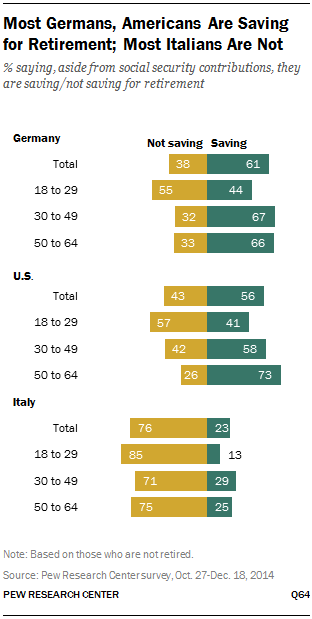 Most Germans, Americans Are Saving
for Retirement; Most Italians Are Not
% saying, aside from social security contributions, they
are saving/not saving for retirement
Germany
Not saving Saving
Total 38 61
18 to 29 55 44
30 to 49 32 67
50 to 64 33 66
U.S.
Total 43 56
18 to 29 57 41
30 to 49 42 58
50 to 64 26 73
Italy
Total 76 23
18 to 29 85 13
30 to 49 71 29
50 to 64 75 25
Note: Based on those who are not retired.
Source: Pew Research Center survey, Oct. 27-Dec. 18, 2014
PEW RESEARCH CENTER Q64